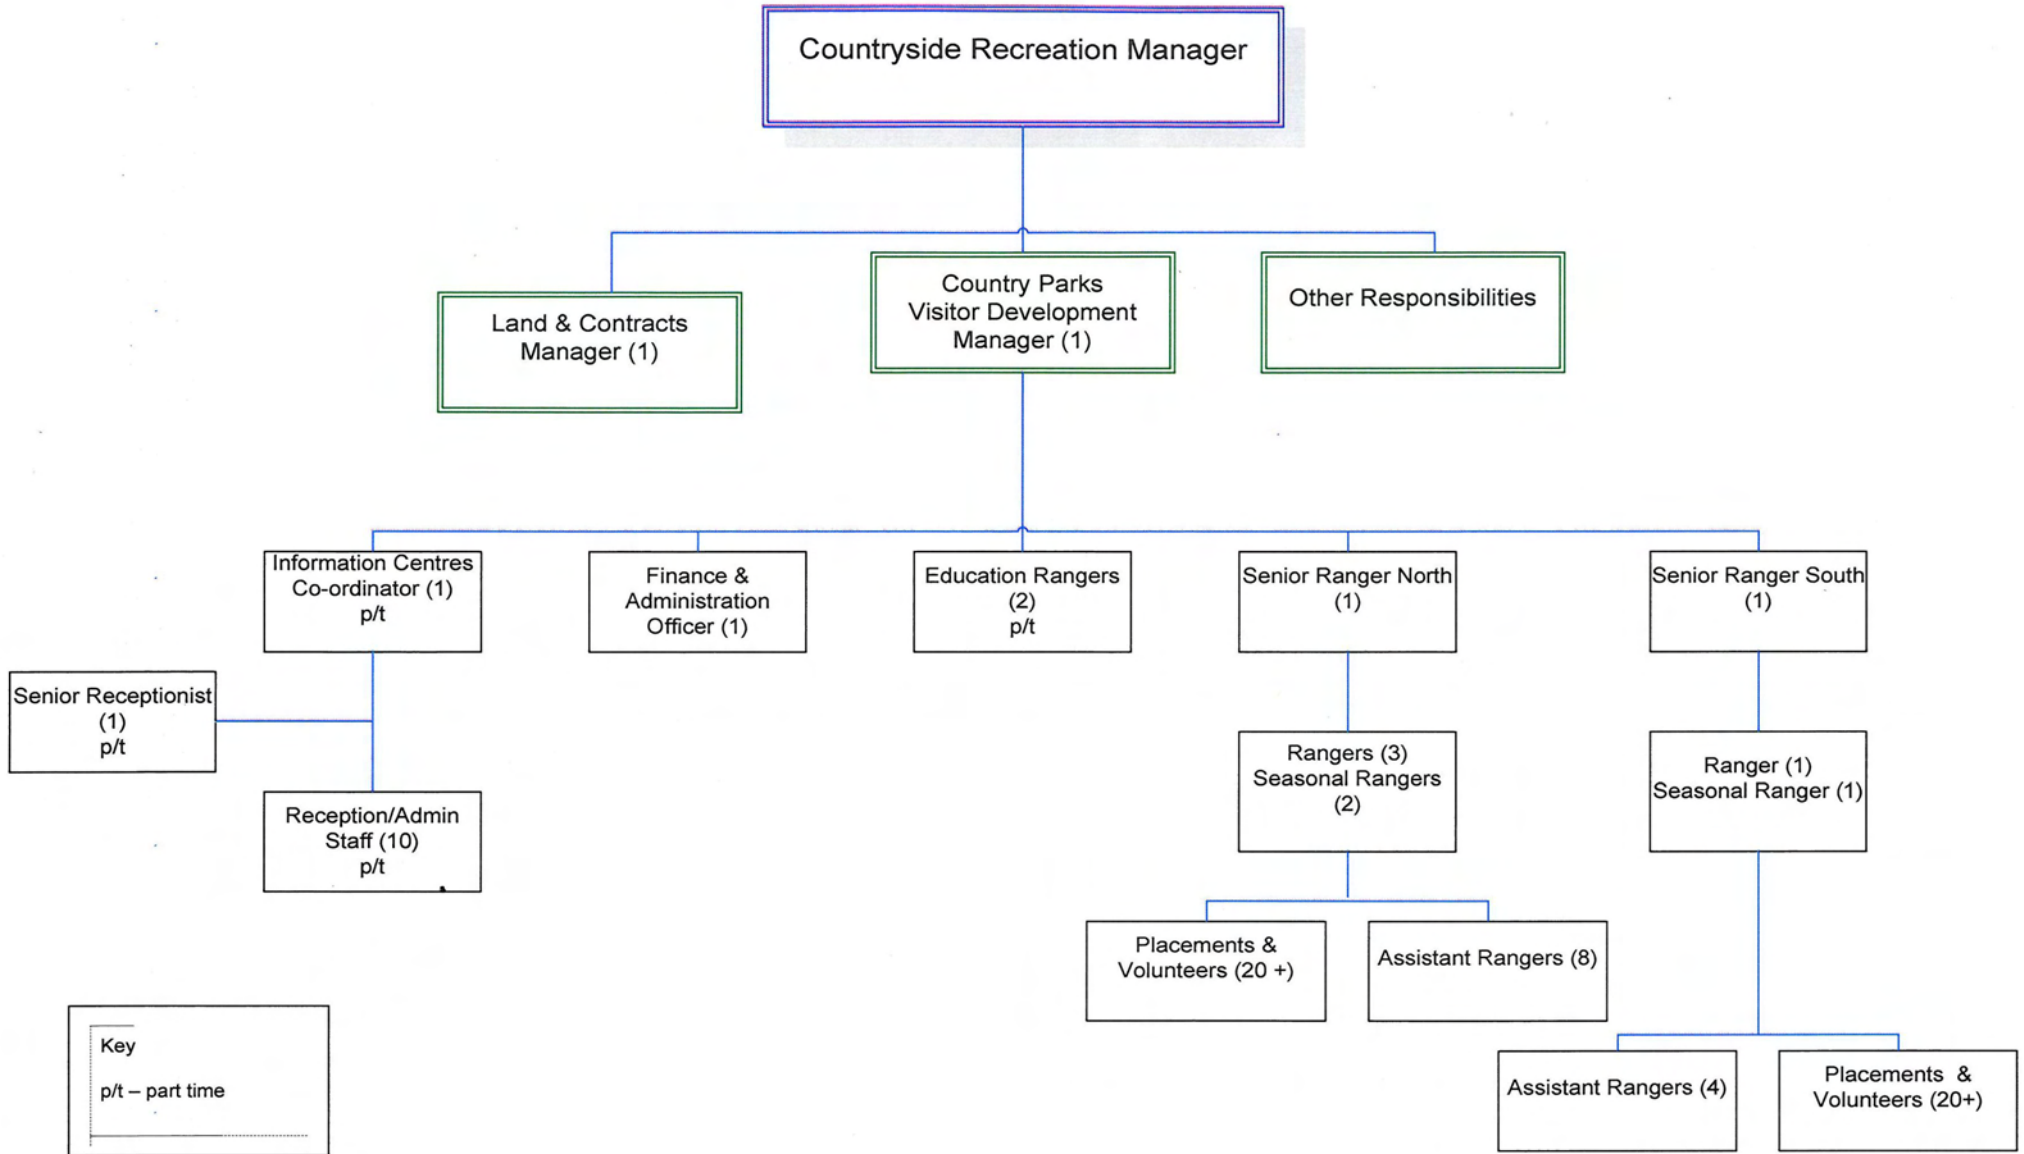 Countryside Recreation Manager
Land & Contracts
Manager (1)
Country Parks
Visitor Development
Manager (1)
Other Responsibilities
Information Centres
Co-ordinator (1)
p/t
Finance &
Administration
Officer (1)
Education Rangers
(2)
p/t
Senior Ranger North
(1)
Senior Ranger South
(1)
Senior Receptionist
(1)
p/t
Reception/Admin
Staff (10)
p/t
Rangers (3)
Seasonal Rangers
(2)
Ranger (1)
Seasonal Ranger (1)
Placements &
Volunteers (20 +)
Assistant Rangers (8)
Assistant Rangers (4)
Placements &
Volunteers (20+)
Key
p/t – part time